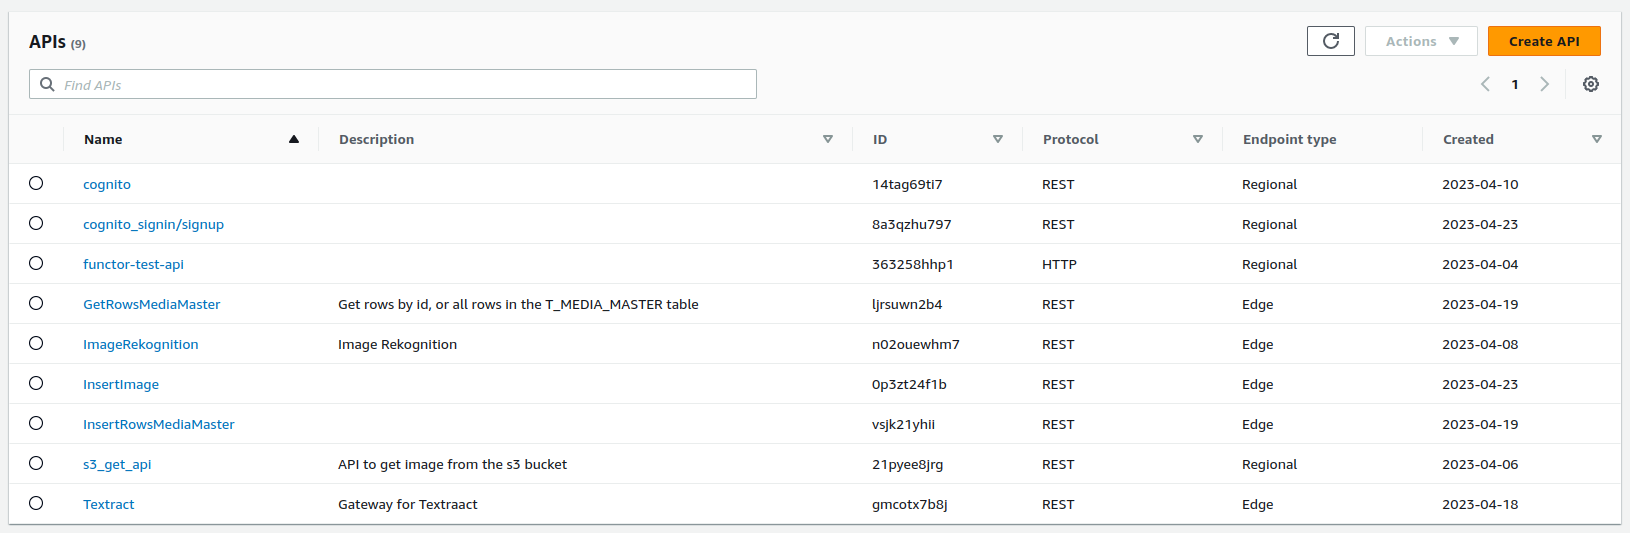 APIs (9)
Actions
Create API
Find APIs
1
Name Description ID Protocol Endpoint type Created
cognito 14tag69ti7 REST Regional 2023-04-10
cognito_signin/signup 8a3qzhu797 REST Regional 2023-04-23
functor-test-api 363258hhp1 HTTP Regional 2023-04-04
GetRowsMediaMaster Get rows by id, or all rows in the T_MEDIA_MASTER table ljrsuwn2b4 REST Edge 2023-04-19
ImageRekognition Image Rekognition n02ouewhm7 REST Edge 2023-04-08
InsertImage 0p3zt24f1b REST Edge 2023-04-23
InsertRowsMediaMaster vsjk21yhii REST Edge 2023-04-19
s3_get_api API to get image from the s3 bucket 21pyee8jrg REST Regional 2023-04-06
Textract Gateway for Textraact gmcotx7b8j REST Edge 2023-04-18